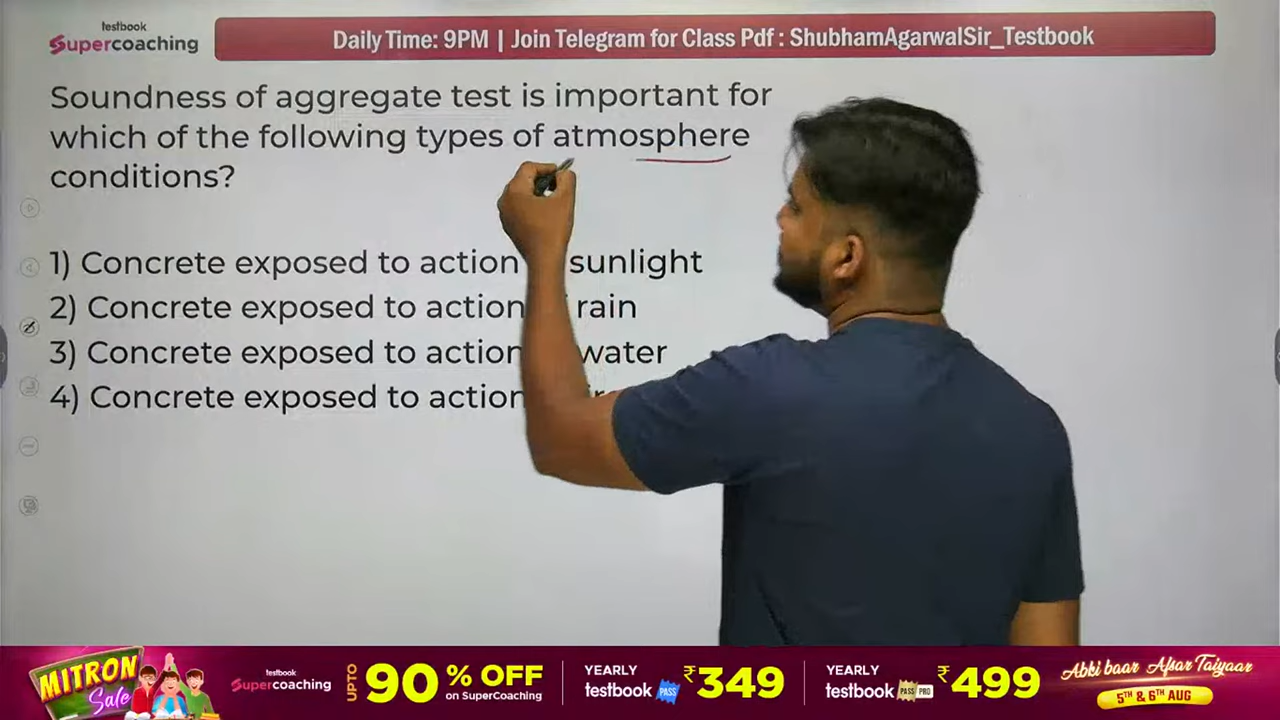 testbook
Supercoaching
Daily Time: 9PM | Join Telegram for Class Pdf : ShubhamAgarwalSir_Testbook
Soundness of aggregate test is important for
which of the following types of atmosphere
conditions?
1) Concrete exposed to action sunlight
2) Concrete exposed to action rain
3) Concrete exposed to action water
4) Concrete exposed to action
MITRON
Sale
testbook
Supercoaching
UPTO 90 % OFF
on SuperCoaching
YEARLY
testbook PASS
₹349
YEARLY
testbook PASS PRO
₹499
Abki baar Afsar Taiyaar
5TH & 6TH AUG